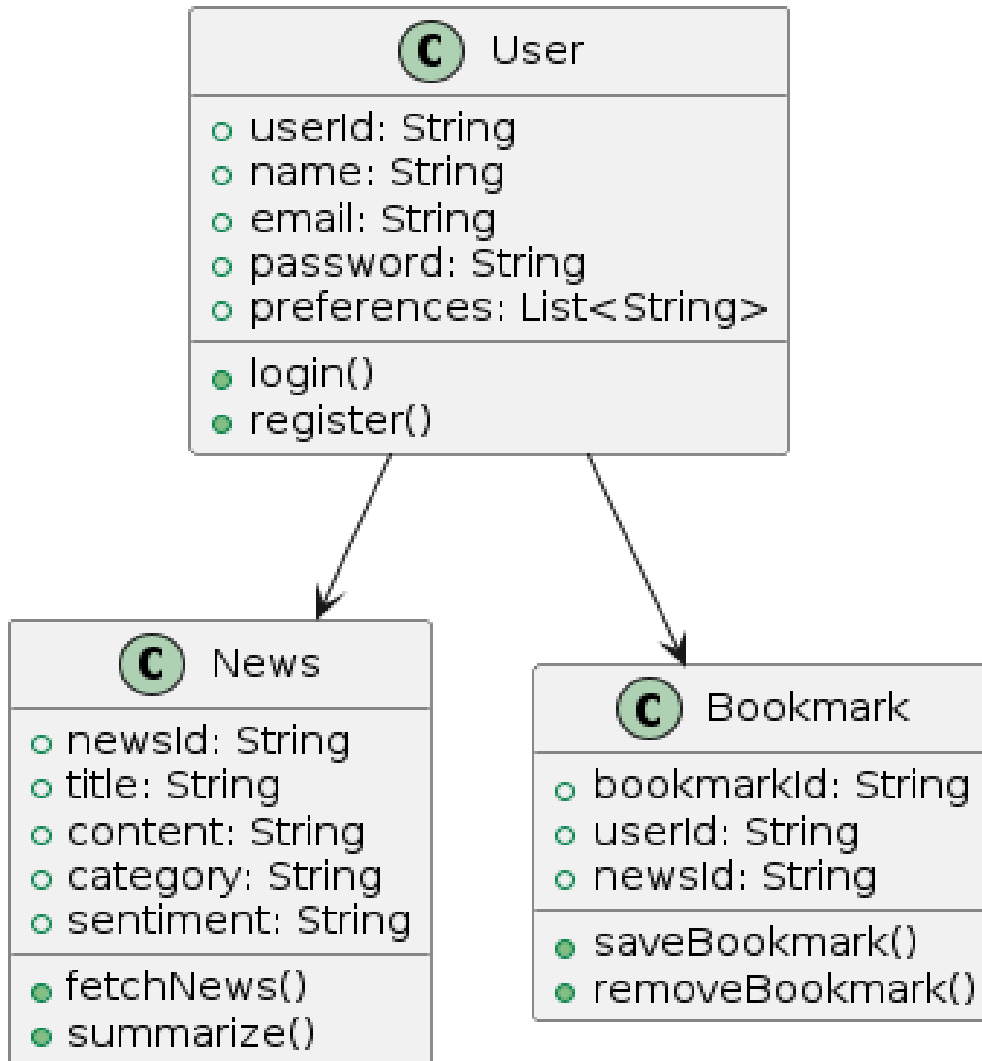 C User
userId: String
name: String
email: String
password: String
preferences: List<String>
login()
register()
C News
newsId: String
title: String
content: String
category: String
sentiment: String
fetchNews()
summarize()
C Bookmark
bookmarkId: String
userId: String
newsId: String
saveBookmark()
removeBookmark()